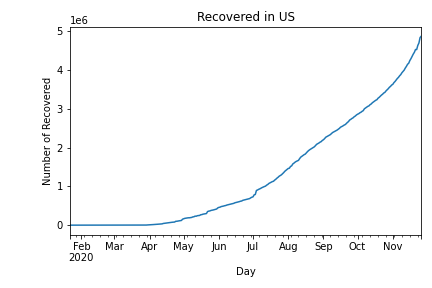 Recovered in US
1e6
5
4
3
2
1
0
Number of Recovered
Feb Mar Apr May Jun Jul Aug Sep Oct Nov
2020
Day